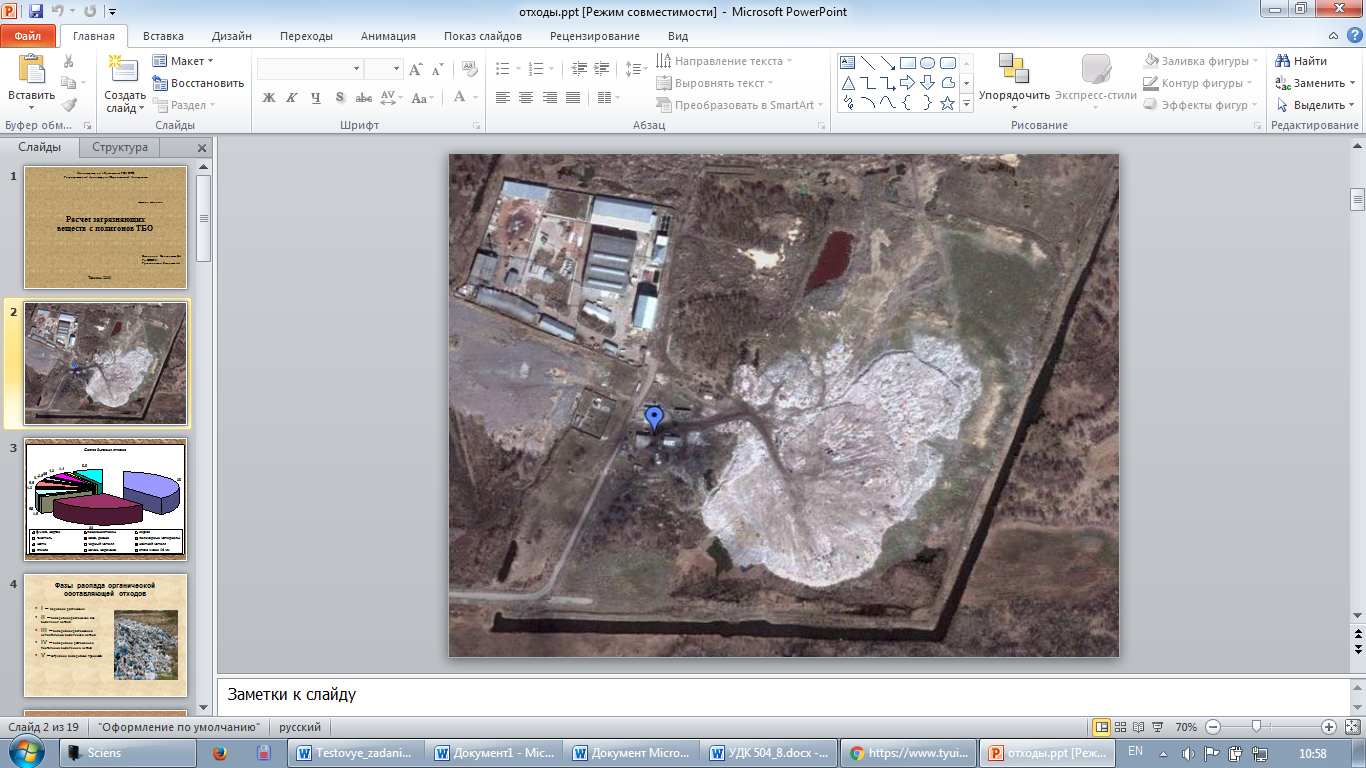 отходы.ppt [Режим совместимости] - Microsoft PowerPoint
Файл Главная Вставка Дизайн Переходы Анимация Показ слайдов Рецензирование Вид
Вставить
Буфер обм...
Создать слайд
Макет
Восстановить
Раздел
Слайды
Ж К Ч S abc AV Aa A
Шрифт
Направление текста
Выровнять текст
Преобразовать в SmartArt
Абзац
Упорядочить
Экспресс-стили
Заливка фигуры
Контур фигуры
Эффекты фигур
Рисование
Найти
Заменить
Выделить
Редактирование
Слайды Структура
1
Расчет загрязняющих
веществ с полигонов ТБО
2
3
4
Фазы распада органической
составляющей отходов
Заметки к слайду
Слайд 2 из 19 "Оформление по умолчанию" русский 70%
Sciens Testovye_zadani... Документ1 - Mic... Документ Micro... УДК 504_8.docx -... https://www.tyui... отходы.ppt [Реж... EN 10:58